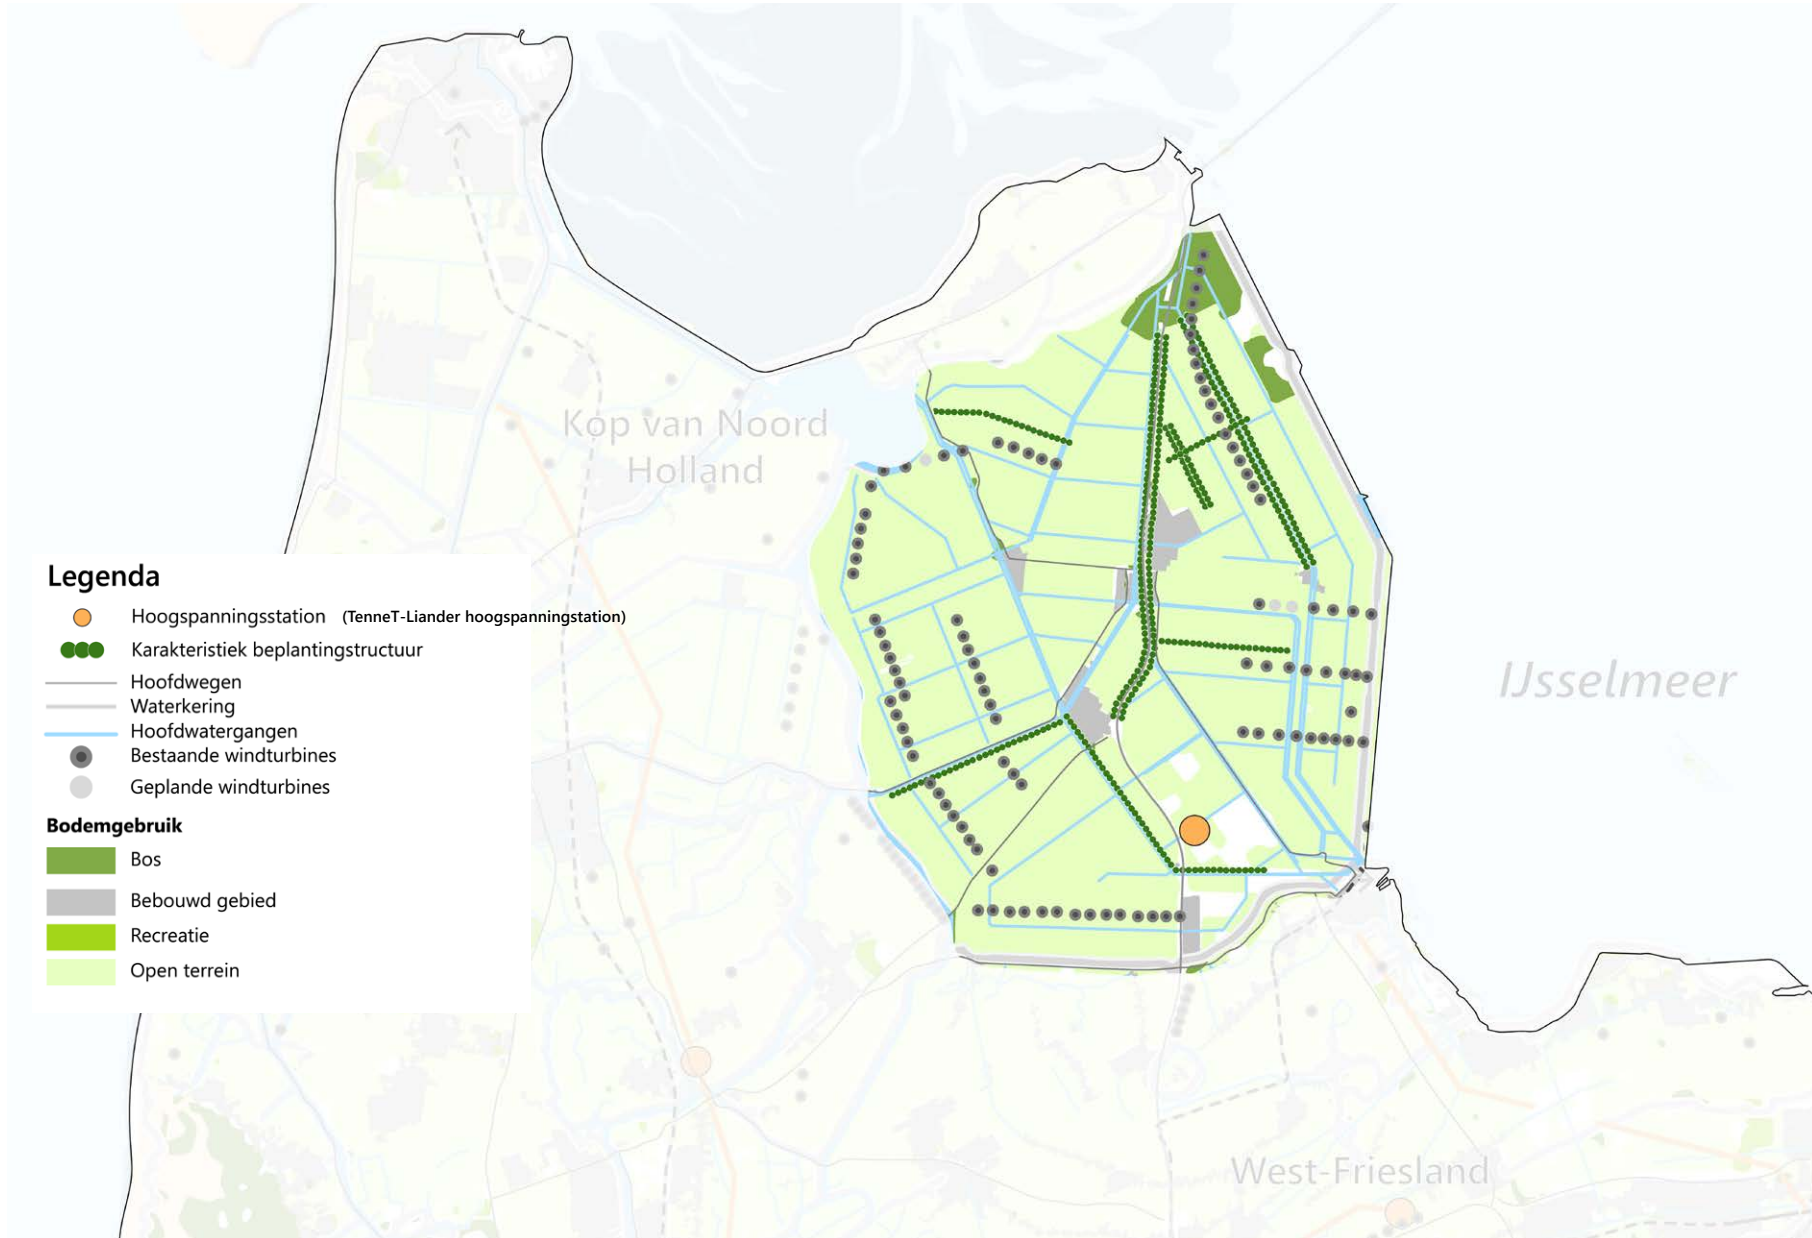 Kop van Noord
Holland
Legenda
Hoogspanningsstation (TenneT-Liander hoogspanningstation)
Karakteristiek beplantingstructuur
Hoofdwegen
Waterkering
Hoofdwatergangen
Bestaande windturbines
Geplande windturbines
Bodemgebruik
Bos
Bebouwd gebied
Recreatie
Open terrein
IJsselmeer
West-Friesland